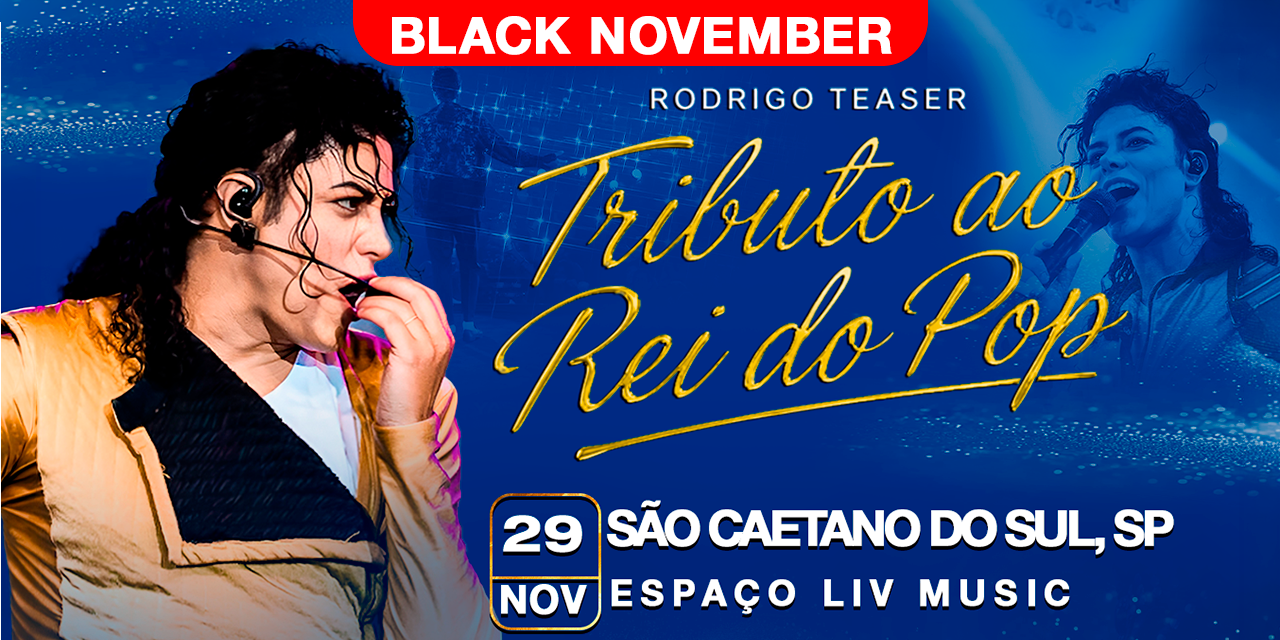 BLACK NOVEMBER
RODRIGO TEASER
Tributo ao
Rei do Pop
29
NOV
SÃO CAETANO DO SUL, SP
ESPAÇO LIV MUSIC